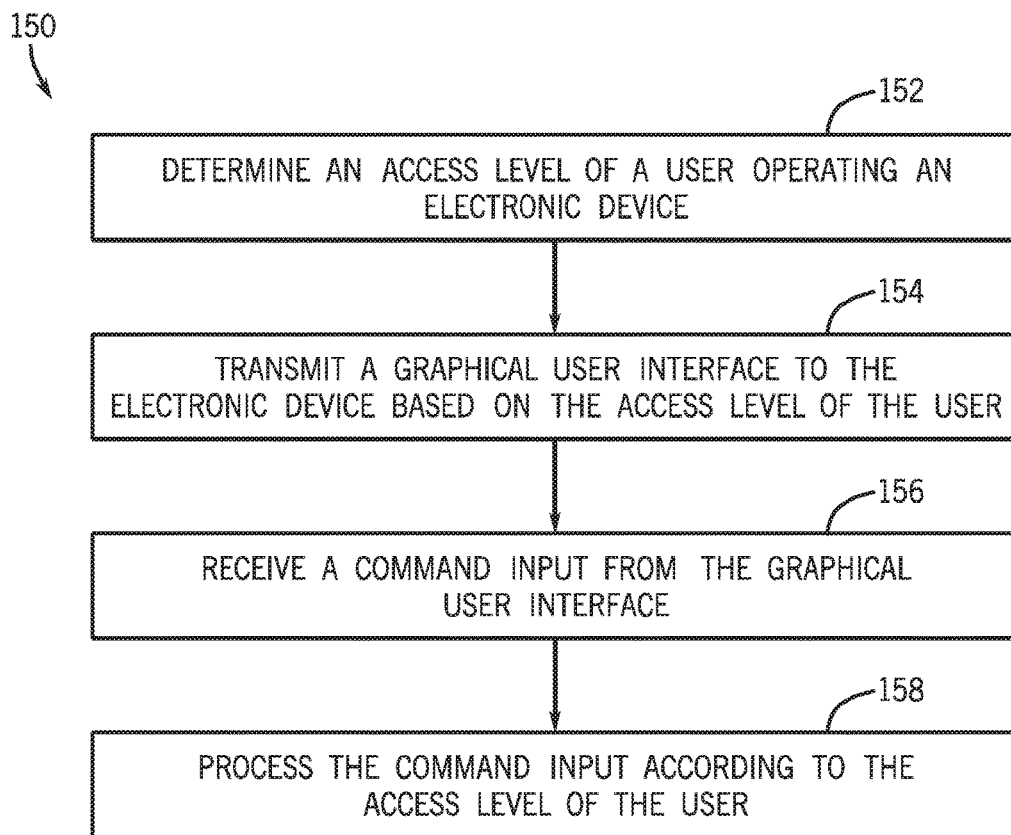 150
152
DETERMINE AN ACCESS LEVEL OF A USER OPERATING AN
ELECTRONIC DEVICE
154
TRANSMIT A GRAPHICAL USER INTERFACE TO THE
ELECTRONIC DEVICE BASED ON THE ACCESS LEVEL OF THE USER
156
RECEIVE A COMMAND INPUT FROM THE GRAPHICAL
USER INTERFACE
158
PROCESS THE COMMAND INPUT ACCORDING TO THE
ACCESS LEVEL OF THE USER